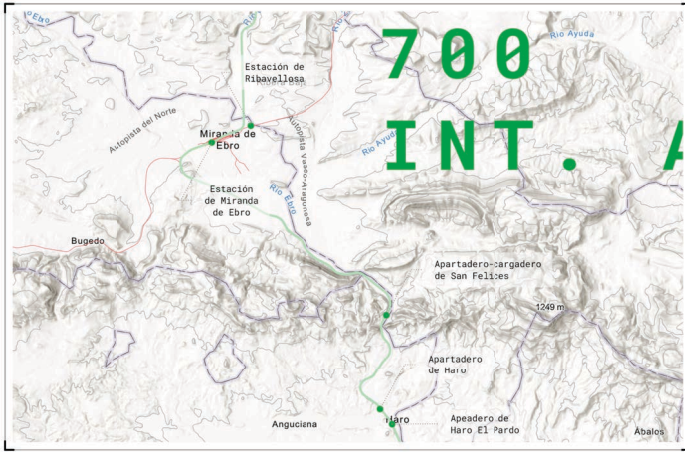 700
INT. A
Río Ayuda
Estación de
Ribavellosa
Autopista del Norte
Miranda de
Ebro
Río Ayuda
Autopista Vasco-Aragonesa
Estación
de Miranda
de Ebro
Río Ebro
Bugedo
Apartadero-cargadero
de San Felices
1249 m
Apartadero
de Haro
Anguciana
Haro
Apeadero de
Haro El Pardo
Ábalos